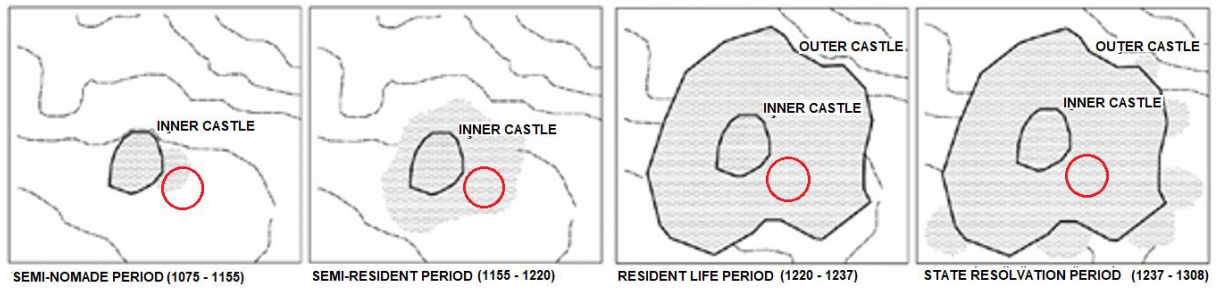 INNER CASTLE
SEMI-NOMADE PERIOD (1075 - 1155)
INNER CASTLE
SEMI-RESIDENT PERIOD (1155 - 1220)
OUTER CASTLE
INNER CASTLE
RESIDENT LIFE PERIOD (1220 - 1237)
OUTER CASTLE
INNER CASTLE
STATE RESOLVATION PERIOD (1237 - 1308)